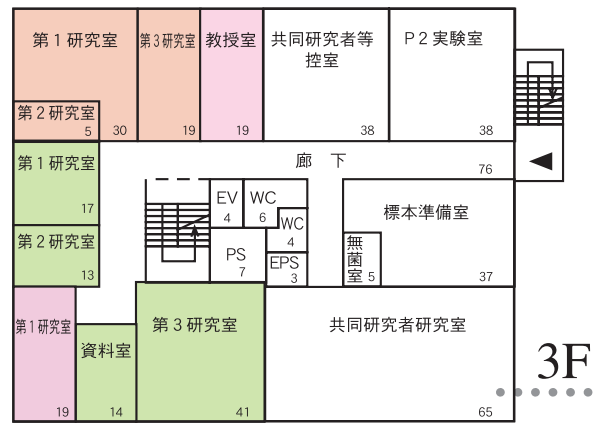 第1研究室
30
第2研究室
5
第3研究室
19
教授室
19
共同研究者等
控室
38
P2実験室
38
廊 下
76
第1研究室
17
第2研究室
13
EV
4
WC
6
WC
4
PS
7
EPS
3
標本準備室
37
無菌室
5
第1研究室
19
資料室
14
第3研究室
41
共同研究者研究室
65
3F